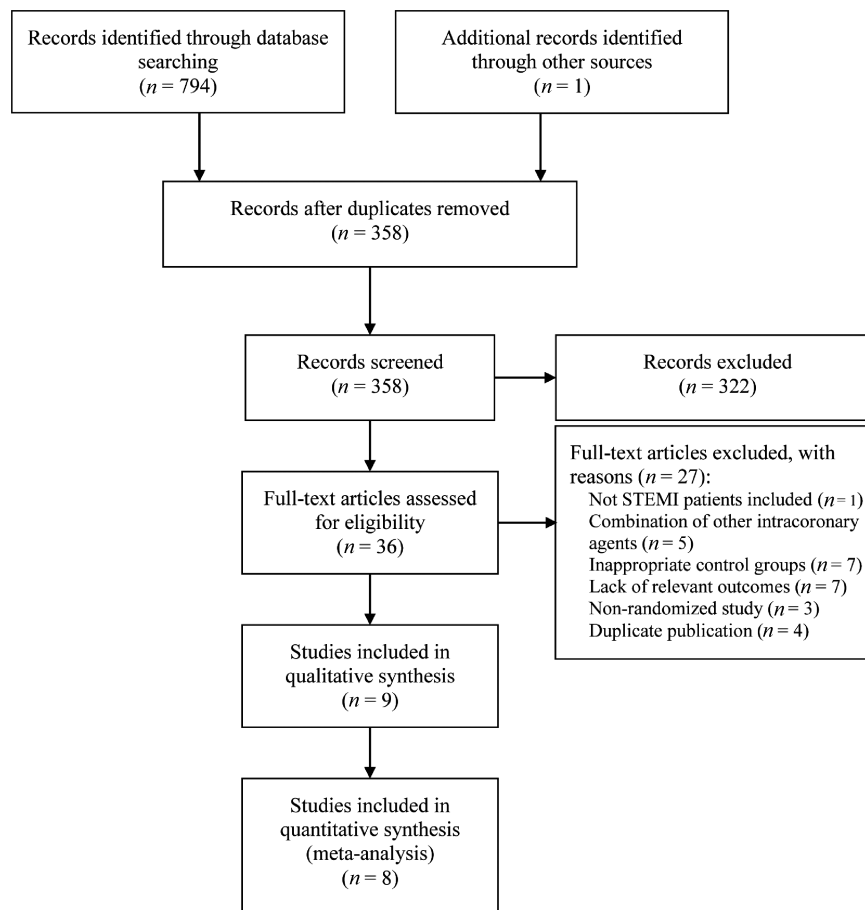 Records identified through database
searching
(n = 794)
Additional records identified
through other sources
(n = 1)
Records after duplicates removed
(n = 358)
Records screened
(n = 358)
Records excluded
(n = 322)
Full-text articles assessed
for eligibility
(n = 36)
Full-text articles excluded, with
reasons (n = 27):
Not STEMI patients included (n = 1)
Combination of other intracoronary
agents (n = 5)
Inappropriate control groups (n = 7)
Lack of relevant outcomes (n = 7)
Non-randomized study (n = 3)
Duplicate publication (n = 4)
Studies included in
qualitative synthesis
(n = 9)
Studies included in
quantitative synthesis
(meta-analysis)
(n = 8)